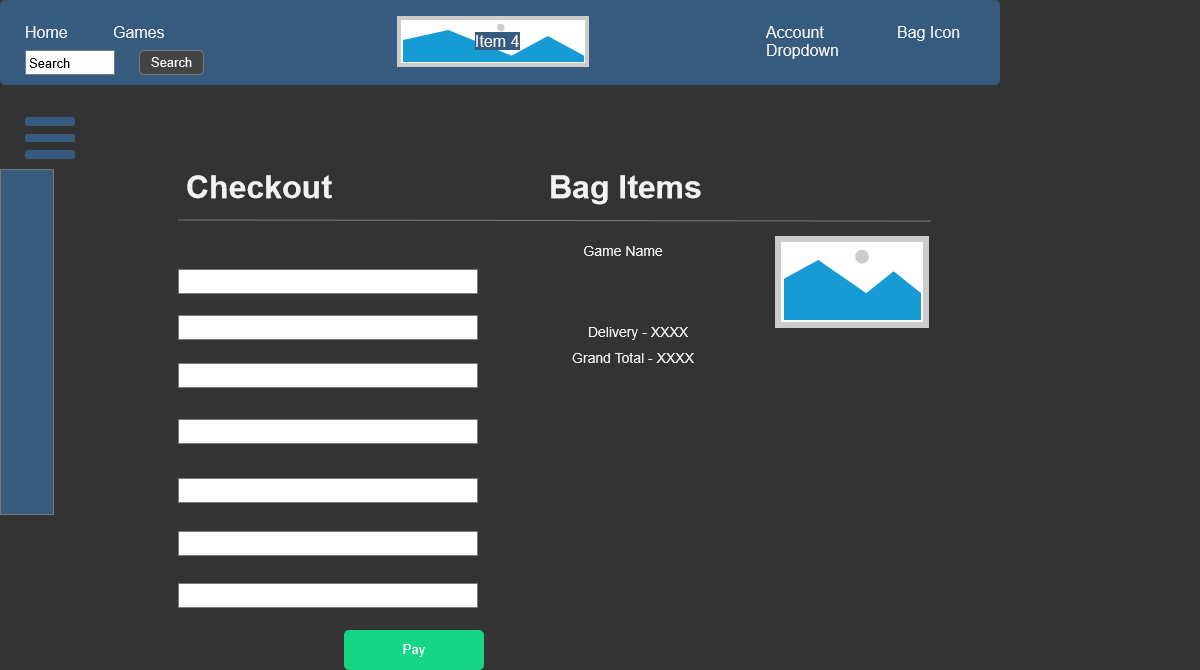 Home
Games
Item 4
Account
Dropdown
Bag Icon
Search
Search
Checkout
Bag Items
Game Name
Delivery - XXXX
Grand Total - XXXX
Pay